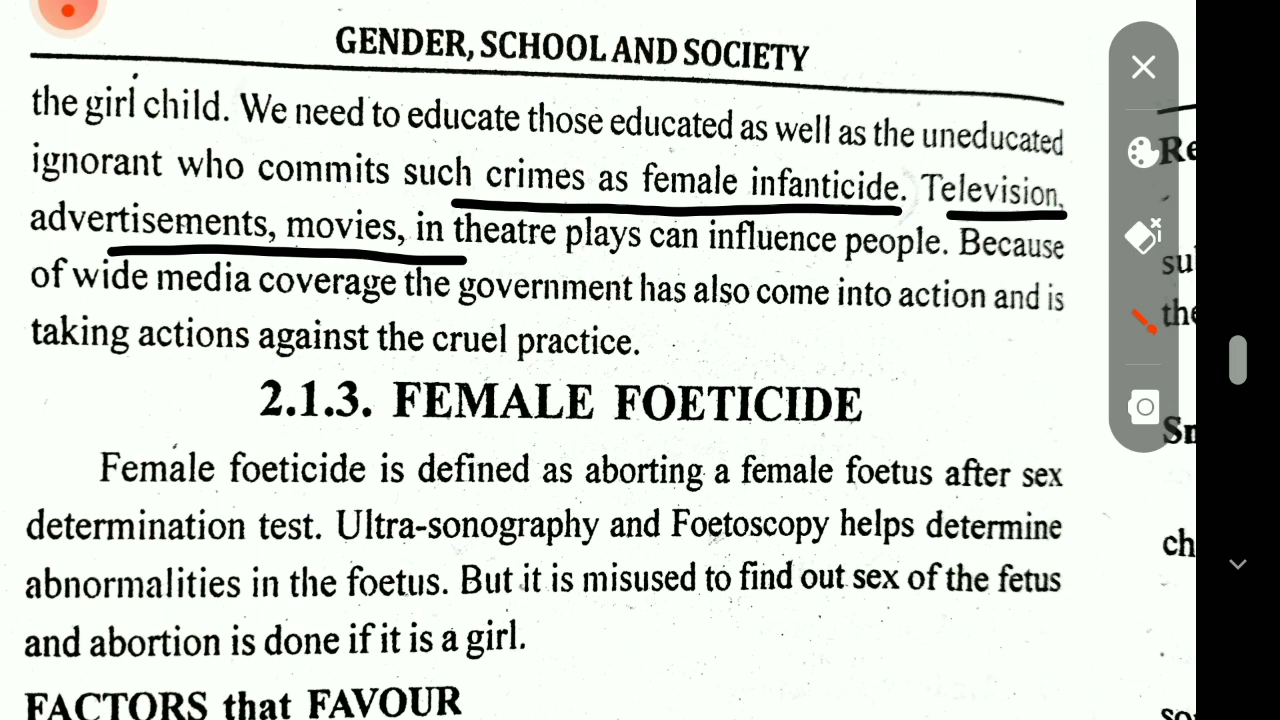 GENDER, SCHOOL AND SOCIETY
the girl child. We need to educate those educated as well as the uneducated
ignorant who commits such crimes as female infanticide. Television,
advertisements, movies, in theatre plays can influence people. Because
of wide media coverage the government has also come into action and is
taking actions against the cruel practice.
2.1.3. FEMALE FOETICIDE
Female foeticide is defined as aborting a female foetus after sex
determination test. Ultra-sonography and Foetoscopy helps determine
abnormalities in the foetus. But it is misused to find out sex of the fetus
and abortion is done if it is a girl.
FACTORS that FAVOUR